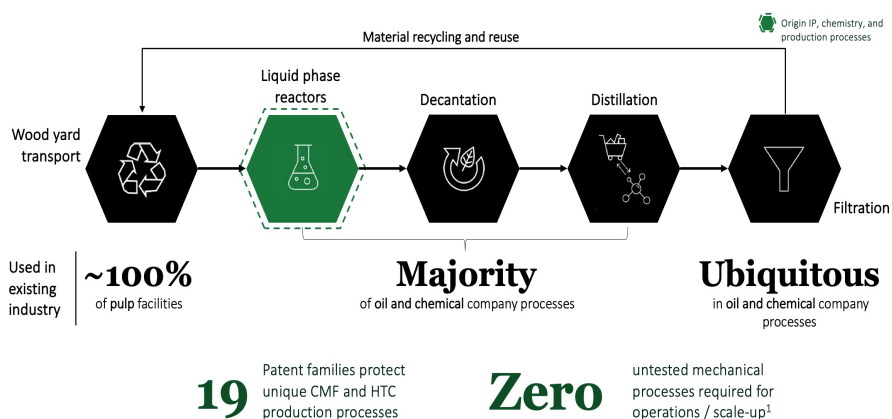 Origin IP, chemistry, and
production processes
Material recycling and reuse
Liquid phase
reactors
Decantation
Distillation
Wood yard
transport
Filtration
Used in
existing
industry
~100%
of pulp facilities
Majority
of oil and chemical company processes
Ubiquitous
in oil and chemical company
processes
19
Patent families protect
unique CMF and HTC
production processes
Zero
untested mechanical
processes required for
operations / scale-up¹